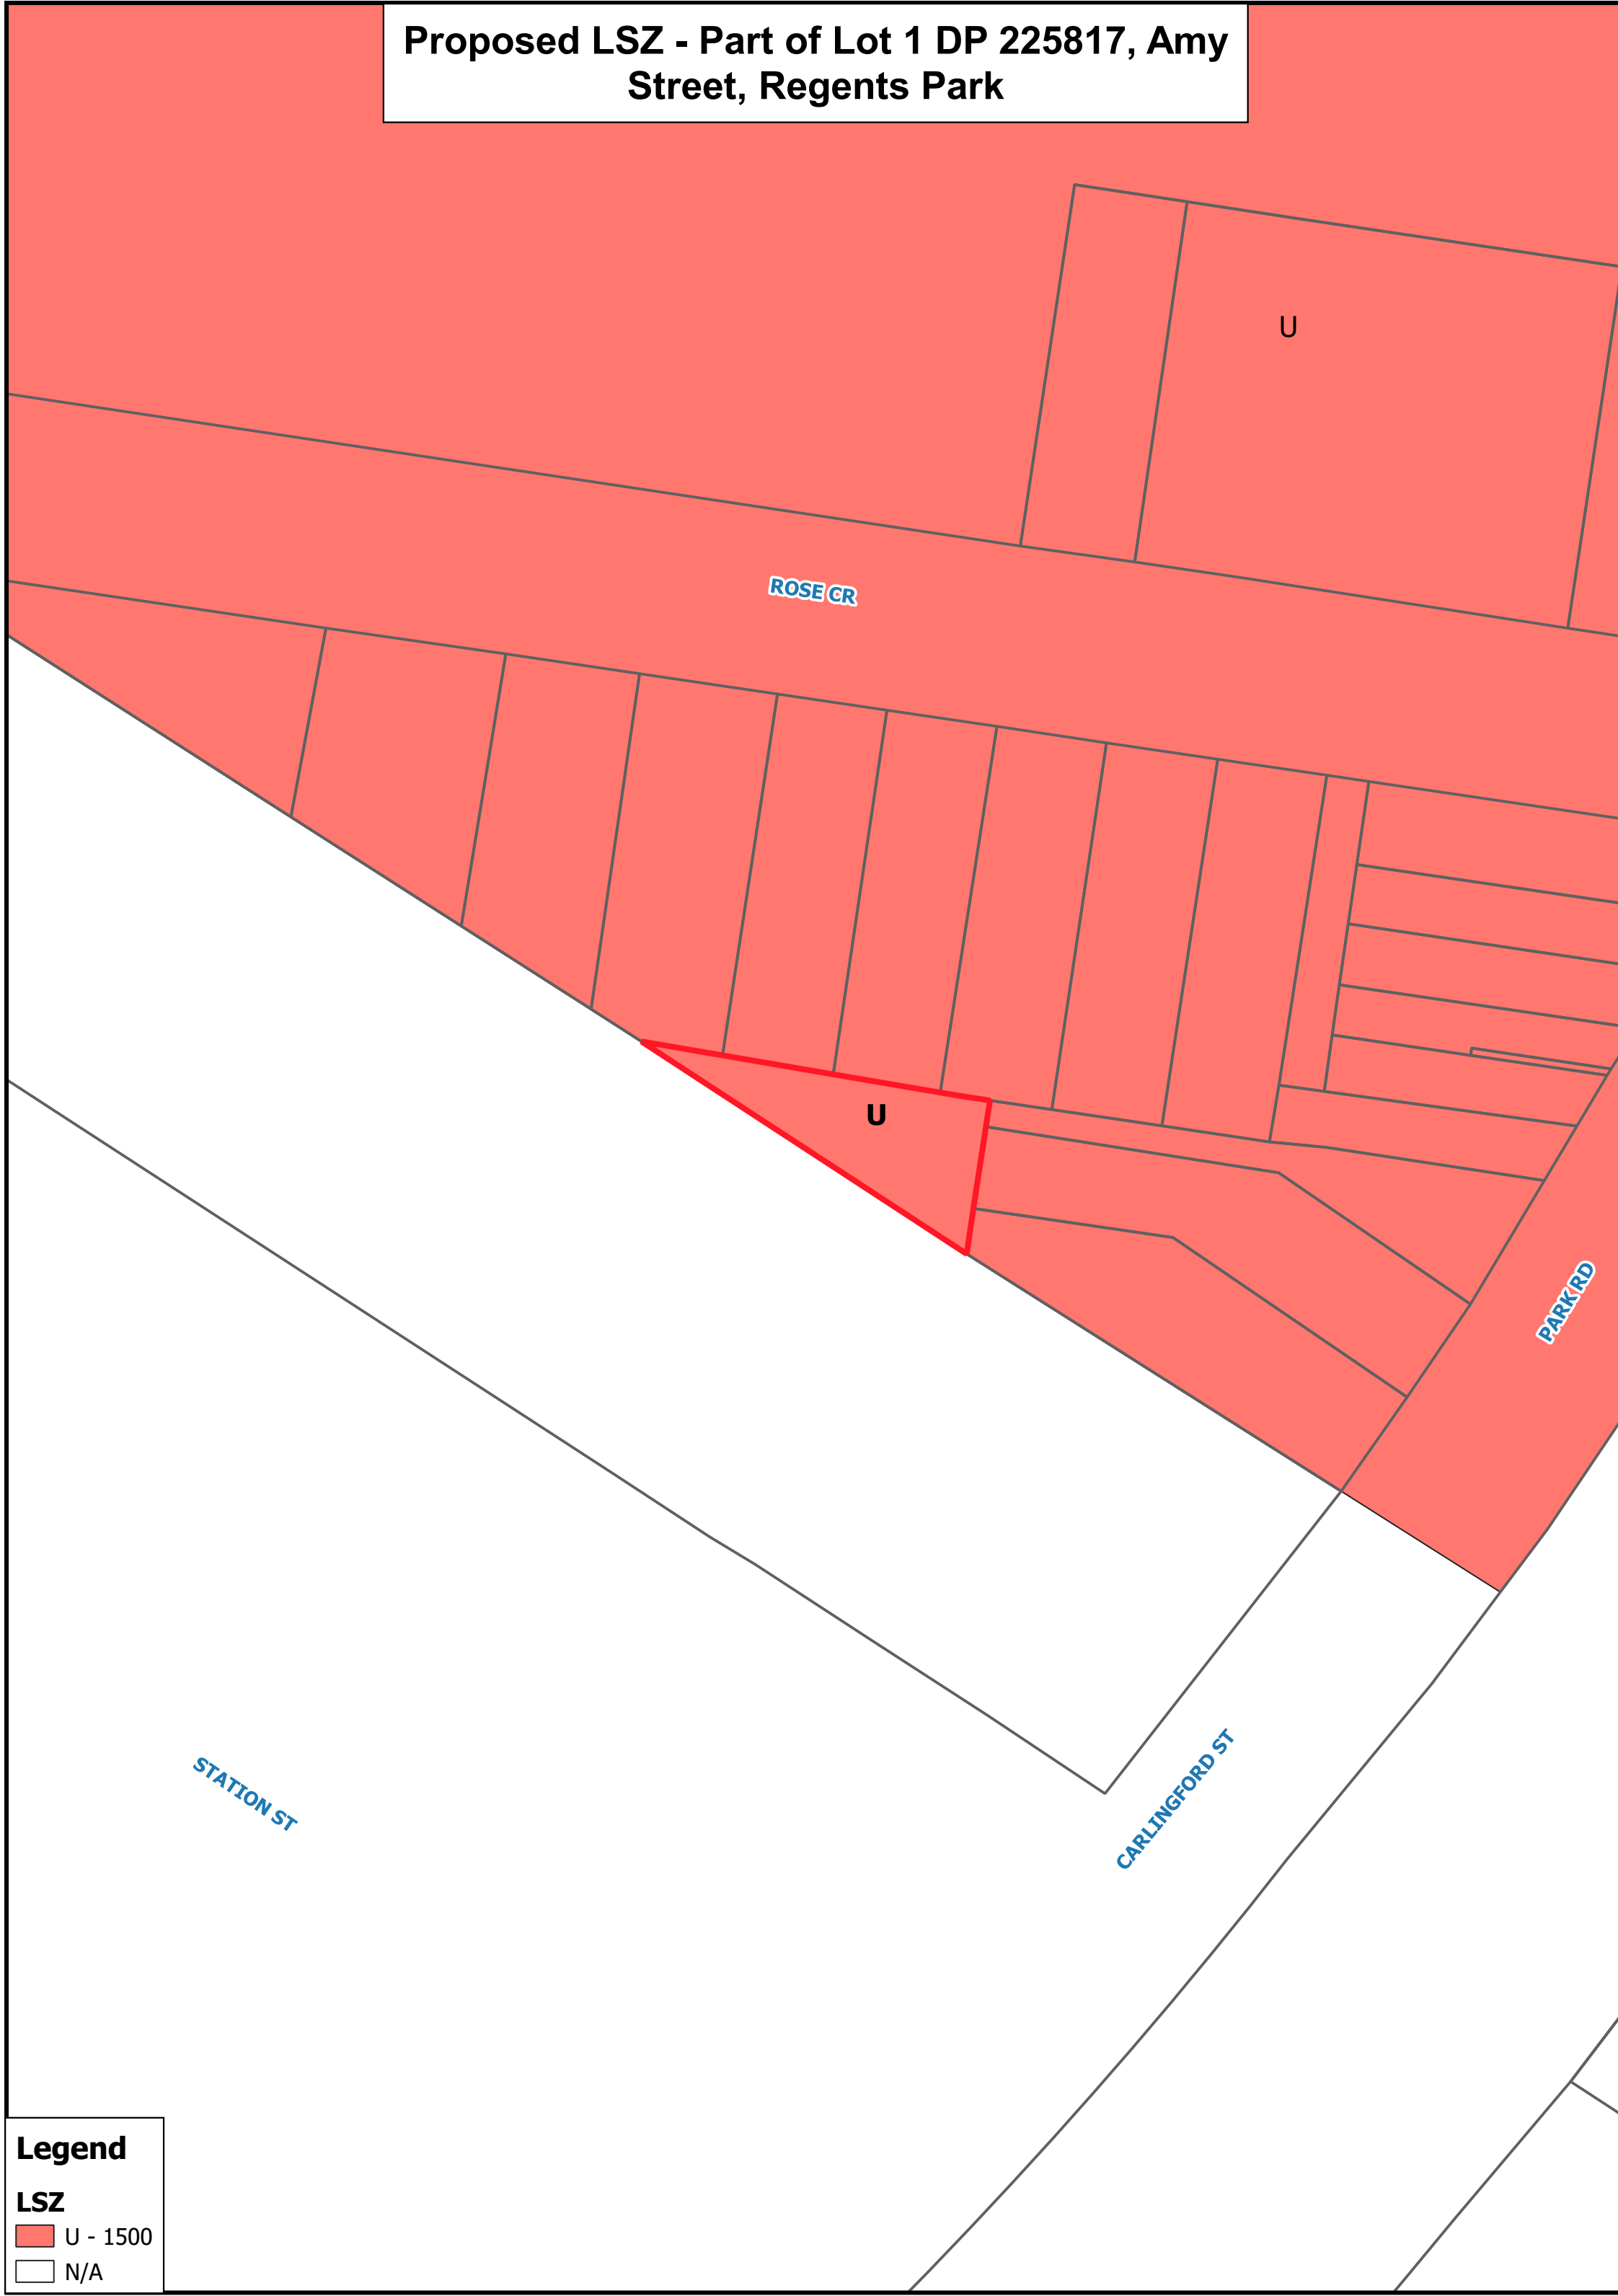 Proposed LSZ - Part of Lot 1 DP 225817, Amy
Street, Regents Park
U
ROSE CR
U
PARK RD
CARLINGFORD ST
STATION ST
Legend
LSZ
U - 1500
N/A